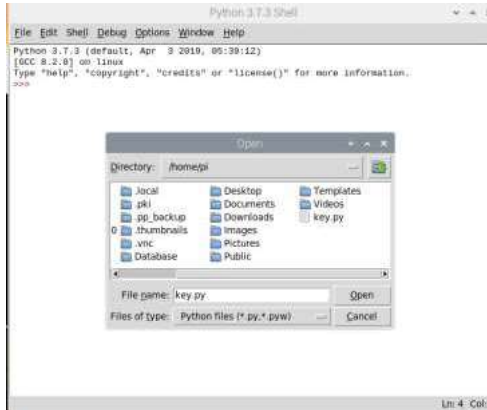 Python 3.7.3 Shell
File Edit Shell Debug Options Window Help
Python 3.7.3 (default, Apr  3 2019, 05:39:12)
[GCC 8.2.0] on linux
Type "help", "copyright", "credits" or "license()" for more information.
>>>
Open
Directory: /home/pi
.local Desktop Templates
.pki Documents Videos
.pp_backup Downloads key.py
0 .thumbnails images
.vnc Pictures
Database Public
File name: key.py Open
Files of type: Python files (*.py,*.pyw) Cancel
Ln: 4 Col: